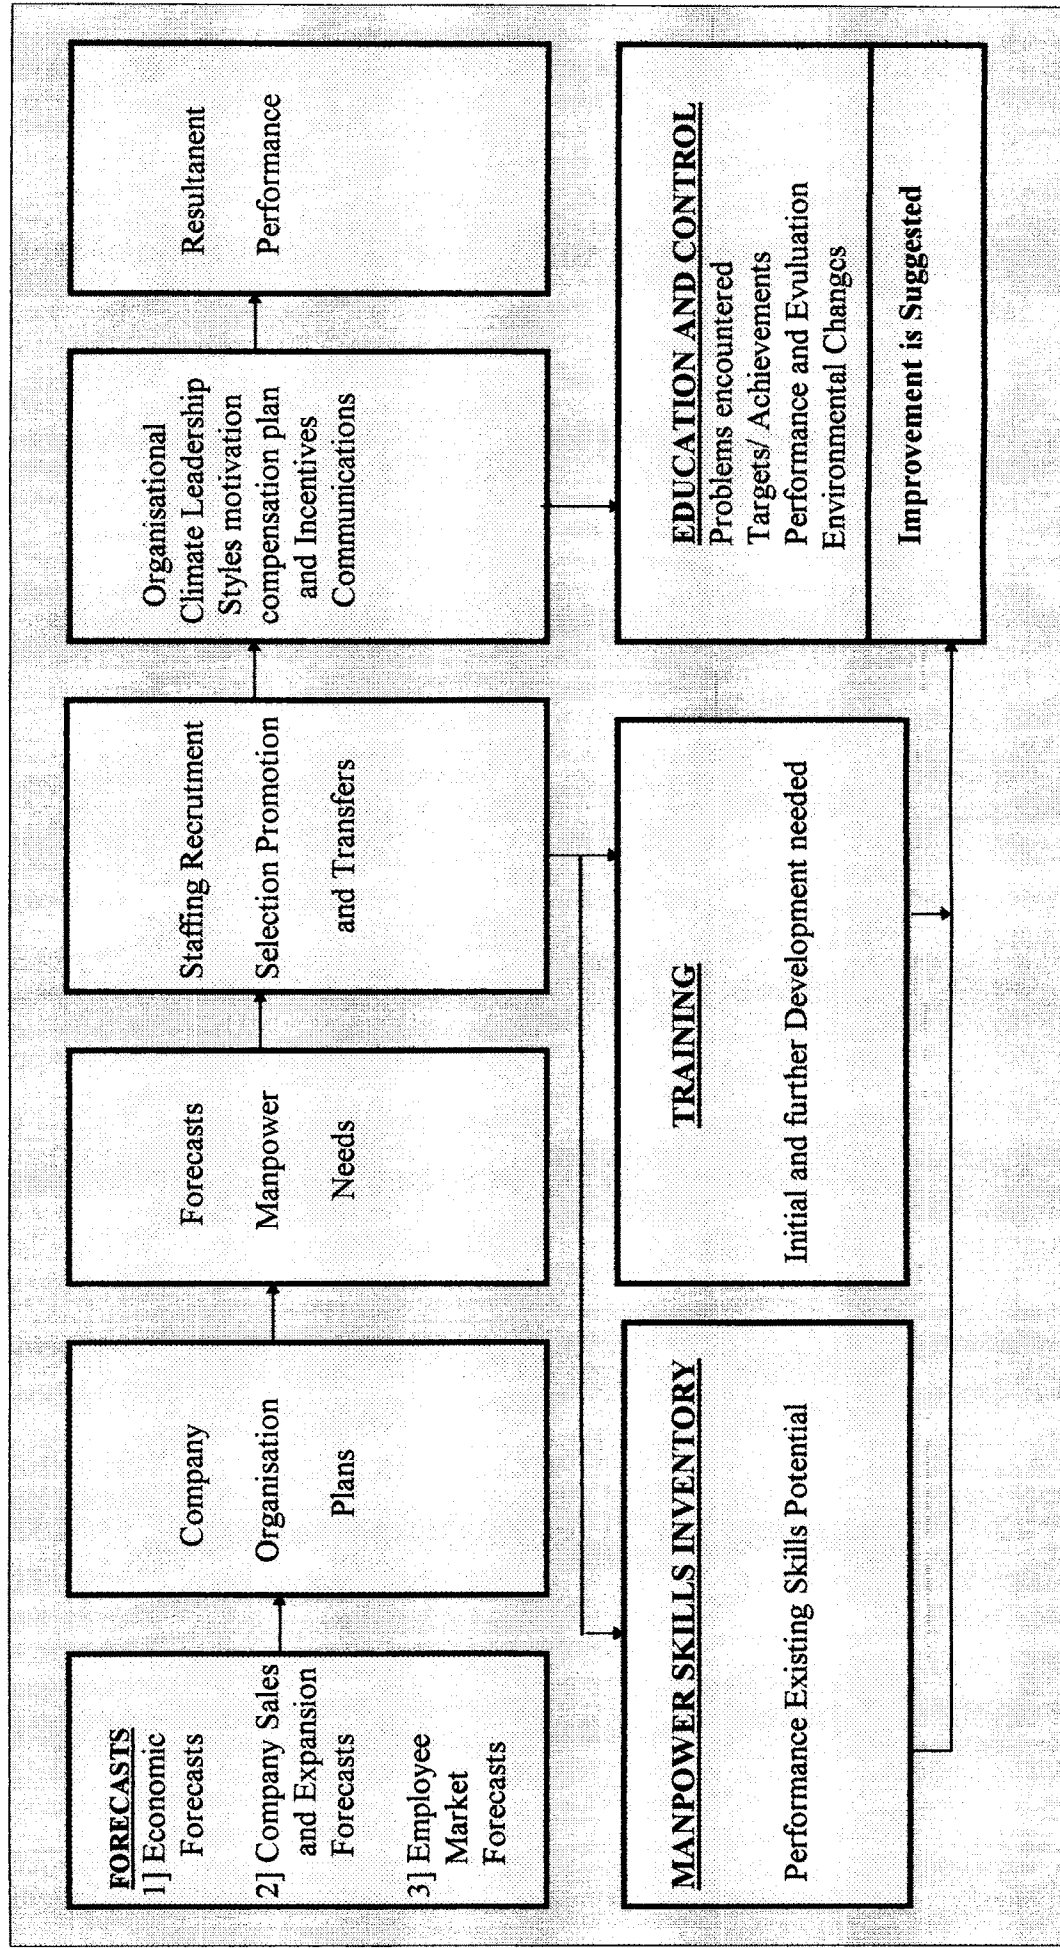 FORECASTS
1] Economic
Forecasts
2] Company Sales
and Expansion
Forecasts
3] Employee
Market
Forecasts
Company
Organisation
Plans
Forecasts
Manpower
Needs
Staffing Recrutment
Selection Promotion
and Transfers
Organisational
Climate Leadership
Styles motivation
compensation plan
and Incentives
Communications
Resultanent
Performance
MANPOWER SKILLS INVENTORY
Performance Existing Skills Potential
TRAINING
Initial and further Development needed
EDUCATION AND CONTROL
Problems encountered
Targets/ Achievements
Performance and Evuluation
Environmental Changes
Improvement is Suggested